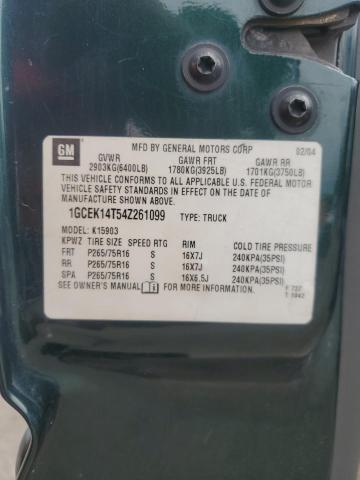 GM
MFD BY GENERAL MOTORS CORP 02/04
GVWR GAWR FRT GAWR RR
2903KG(6400LB) 1780KG(3925LB) 1701KG(3750LB)
THIS VEHICLE CONFORMS TO ALL APPLICABLE U.S. FEDERAL MOTOR
VEHICLE SAFETY STANDARDS IN EFFECT ON THE DATE OF
MANUFACTURE SHOWN ABOVE.
1GCEK14T54Z261099 TYPE: TRUCK
MODEL: K15903
KPWZ TIRE SIZE SPEED RTG RIM COLD TIRE PRESSURE
FRT P265/75R16 S 16X7J 240KPA(35PSI)
RR P265/75R16 S 16X7J 240KPA(35PSI)
SPA P265/75R16 S 16X6.5J 240KPA(35PSI)
SEE OWNER'S MANUAL FOR MORE INFORMATION.